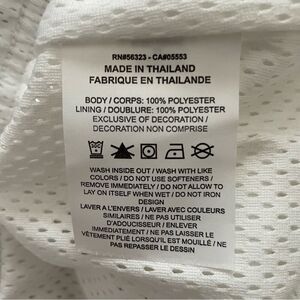 RN#56323 - CA#05553
MADE IN THAILAND
FABRIQUE EN THAILANDE
BODY / CORPS: 100% POLYESTER
LINING / DOUBLURE: 100% POLYESTER
EXCLUSIVE OF DECORATION /
DECORATION NON COMPRISE
WASH INSIDE OUT / WASH WITH LIKE
COLORS / DO NOT USE SOFTENERS /
REMOVE IMMEDIATELY / DO NOT ALLOW TO
LAY ON ITSELF WHEN WET / DO NOT IRON
DESIGN
LAVER A L'ENVERS / LAVER AVEC COULEURS
SIMILAIRES / NE PAS UTILISER
D'ADOUCISSEUR / ENLEVER
IMMEDIATEMENT / NE PAS LAISSER LE
VÊTEMENT PLIÉ LORSQU'IL EST MOUILLÉ / NE
PAS REPASSER LE DESSIN